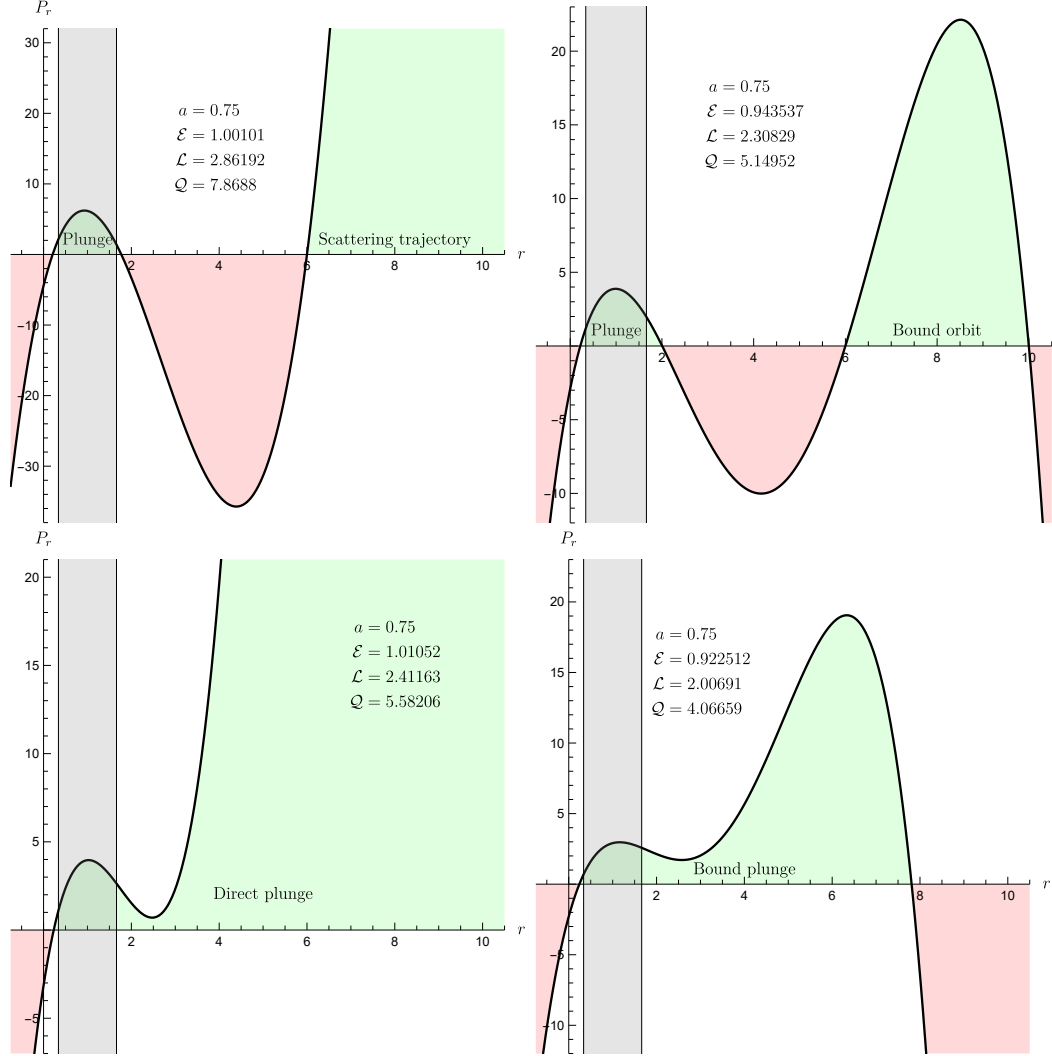 P_r
30
20
10
-10
-20
-30
2
4
6
8
10
r
a = 0.75
ℰ = 1.00101
ℒ = 2.86192
𝒬 = 7.8688
Plunge
Scattering trajectory
20
15
10
5
-5
-10
2
4
6
8
10
a = 0.75
ℰ = 0.943537
ℒ = 2.30829
𝒬 = 5.14952
Plunge
Bound orbit
P_r
20
15
10
5
-5
2
4
6
8
10
r
a = 0.75
ℰ = 1.01052
ℒ = 2.41163
𝒬 = 5.58206
Direct plunge
P_r
20
15
10
5
-5
-10
2
4
6
8
10
r
a = 0.75
ℰ = 0.922512
ℒ = 2.00691
𝒬 = 4.06659
Bound plunge